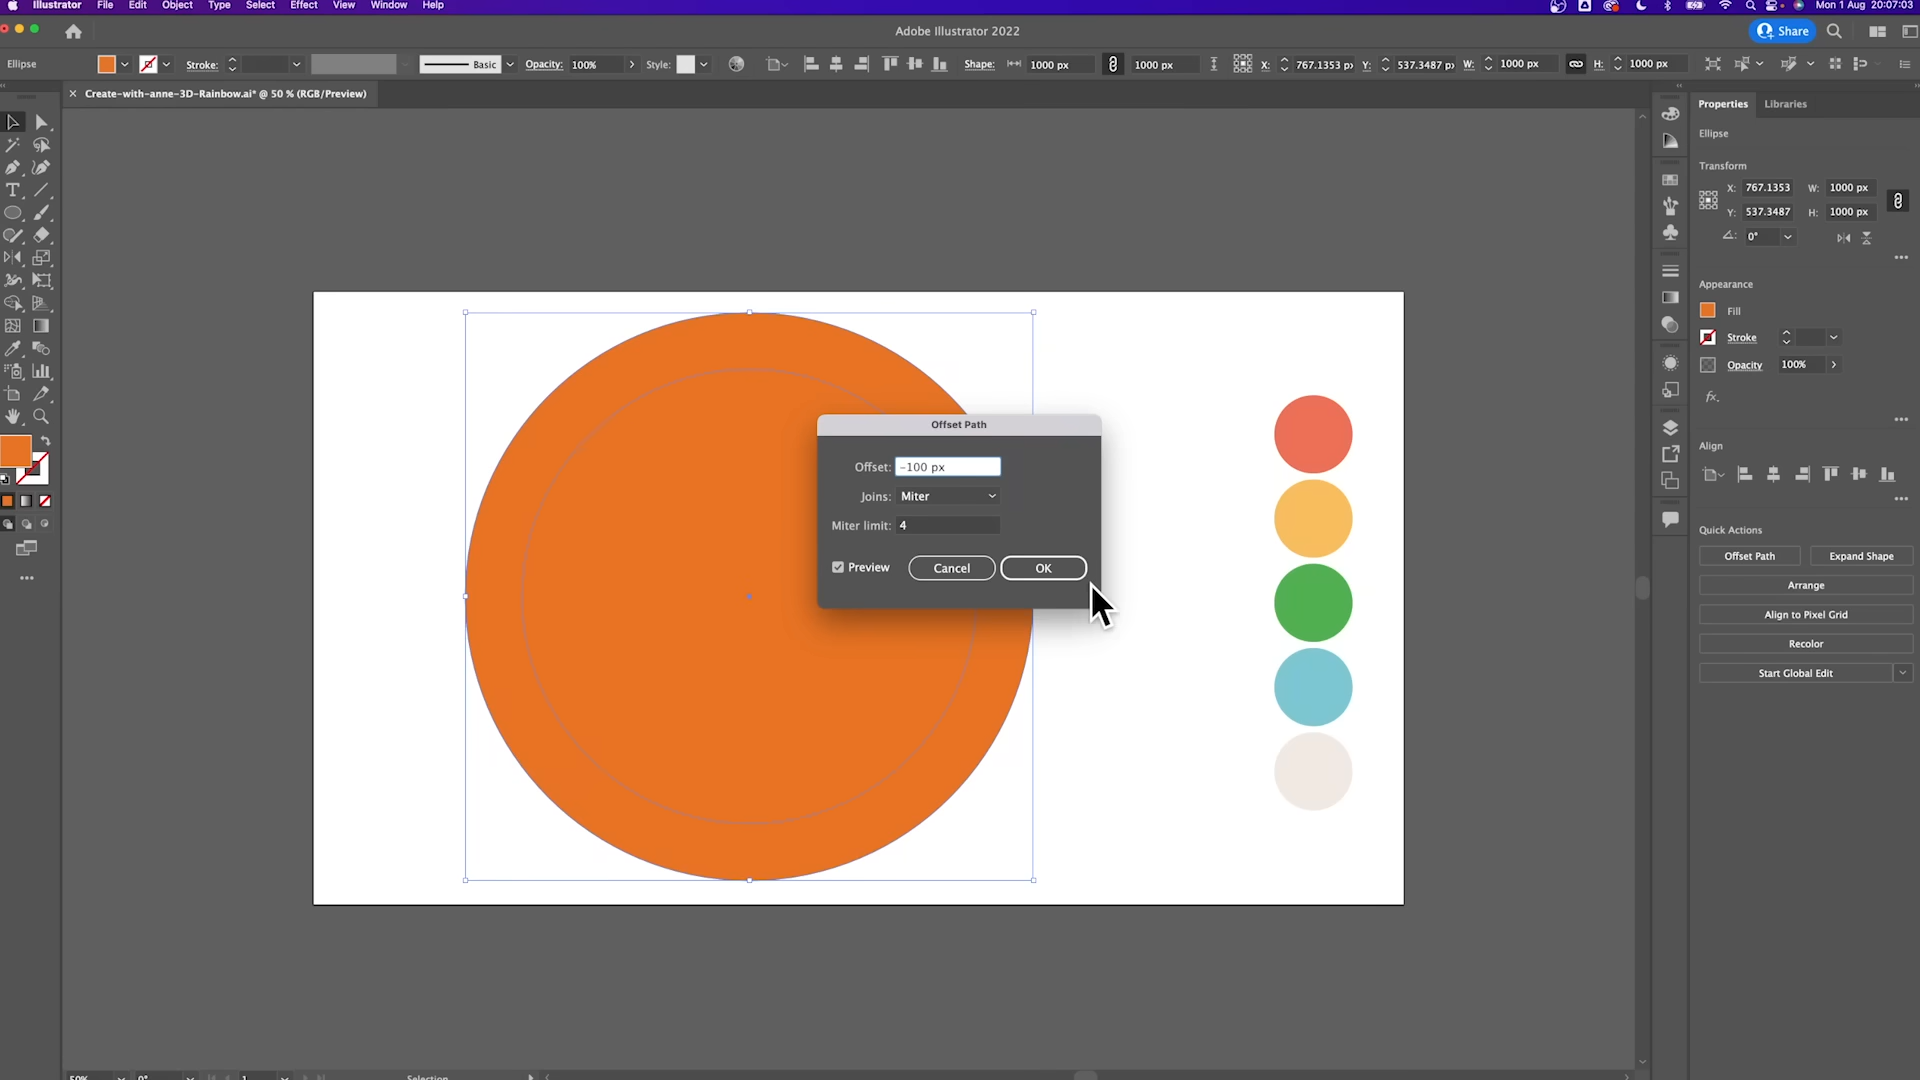 Illustrator File Edit Object Type Select Effect View Window Help
Mon 1 Aug 20:07:03
Adobe Illustrator 2022
Share
Ellipse
Stroke:
Basic
Opacity: 100%
Style:
Shape: 1000 px 1000 px
X: 767.1353 px Y: 537.3487 px W: 1000 px H: 1000 px
Create-with-anne-3D-Rainbow.ai* @ 50 % (RGB/Preview)
Properties Libraries
Ellipse
Transform
X: 767.1353 W: 1000 px
Y: 537.3487 H: 1000 px
0°
Appearance
Fill
Stroke
Opacity 100%
fx.
Align
Quick Actions
Offset Path Expand Shape
Arrange
Align to Pixel Grid
Recolor
Start Global Edit
Offset Path
Offset: -100 px
Joins: Miter
Miter limit: 4
Preview Cancel OK
50% 0° 1 Selection